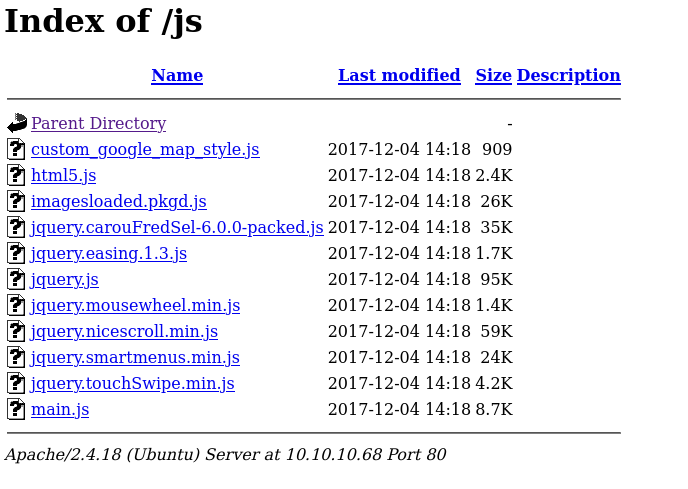 Index of /js
Name Last modified Size Description
Parent Directory -
custom_google_map_style.js 2017-12-04 14:18 909
html5.js 2017-12-04 14:18 2.4K
imagesloaded.pkgd.js 2017-12-04 14:18 26K
jquery.carouFredSel-6.0.0-packed.js 2017-12-04 14:18 35K
jquery.easing.1.3.js 2017-12-04 14:18 1.7K
jquery.js 2017-12-04 14:18 95K
jquery.mousewheel.min.js 2017-12-04 14:18 1.4K
jquery.nicescroll.min.js 2017-12-04 14:18 59K
jquery.smartmenus.min.js 2017-12-04 14:18 24K
jquery.touchSwipe.min.js 2017-12-04 14:18 4.2K
main.js 2017-12-04 14:18 8.7K
Apache/2.4.18 (Ubuntu) Server at 10.10.10.68 Port 80